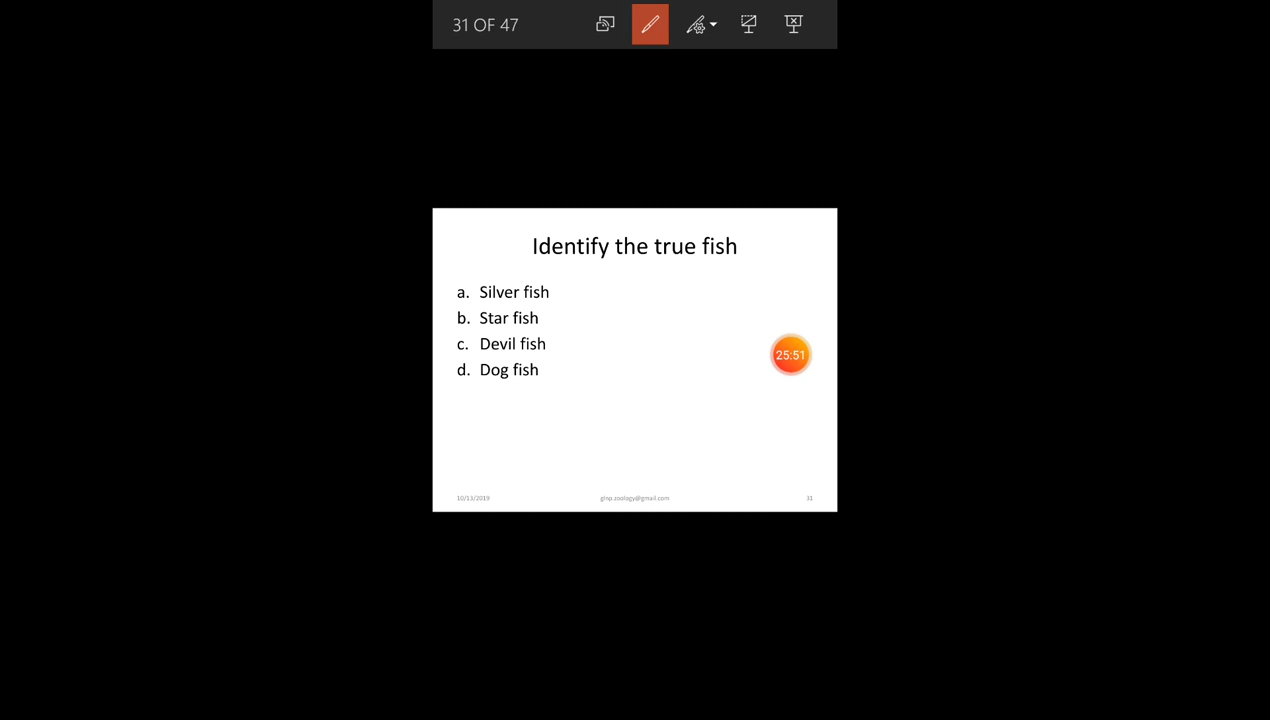 31 OF 47
Identify the true fish
a. Silver fish
b. Star fish
c. Devil fish
25:51
d. Dog fish
10/13/2019 glnp.zoology@gmail.com 31